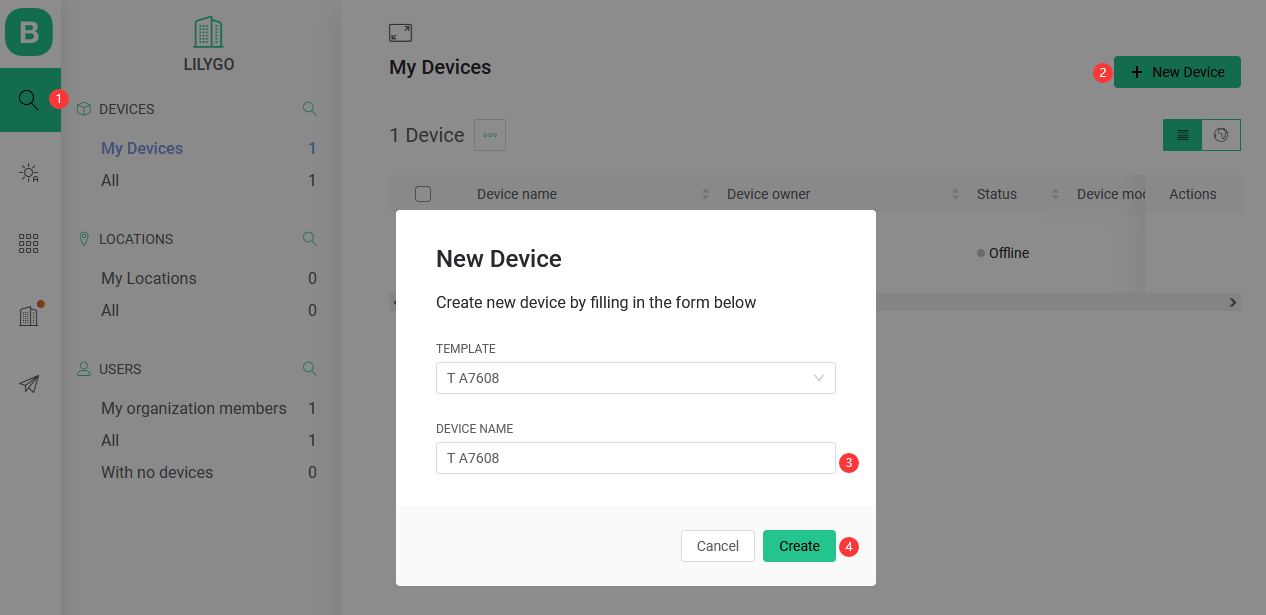 B
LILYGO
1
DEVICES
My Devices 1
All 1
LOCATIONS
My Locations 0
All 0
USERS
My organization members 1
All 1
With no devices 0
My Devices
2
+ New Device
1 Device
Device name
Device owner
Status
Device mod
Actions
Offline
New Device
Create new device by filling in the form below
TEMPLATE
T A7608
DEVICE NAME
T A7608
3
Cancel
Create
4